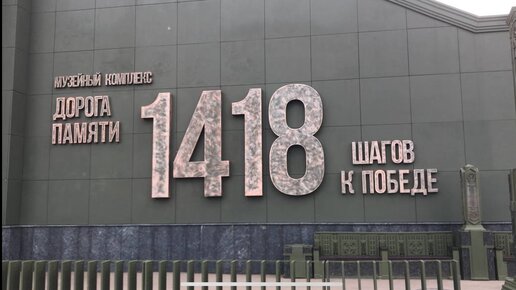 МУЗЕЙНЫЙ КОМПЛЕКС
ДОРОГА
ПАМЯТИ
1418
ШАГОВ
К ПОБЕДЕ